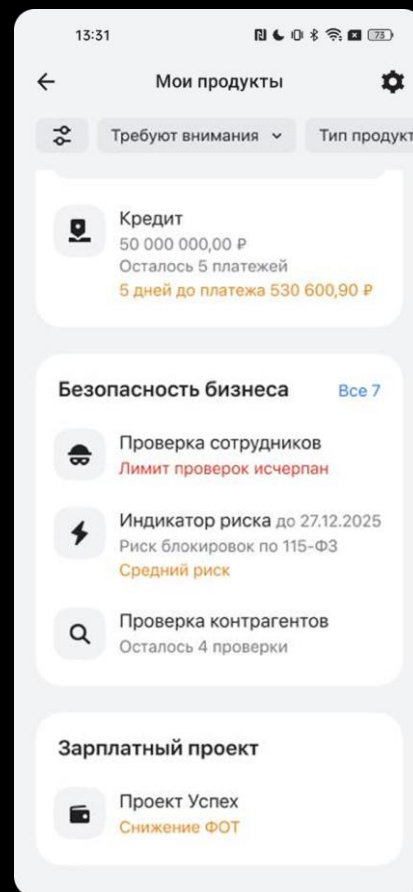 13:31
73
Мои продукты
Требуют внимания
Тип продукт
Кредит
50 000 000,00 ₽
Осталось 5 платежей
5 дней до платежа 530 600,90 ₽
Безопасность бизнеса Все 7
Проверка сотрудников
Лимит проверок исчерпан
Индикатор риска до 27.12.2025
Риск блокировок по 115-ФЗ
Средний риск
Проверка контрагентов
Осталось 4 проверки
Зарплатный проект
Проект Успех
Снижение ФОТ